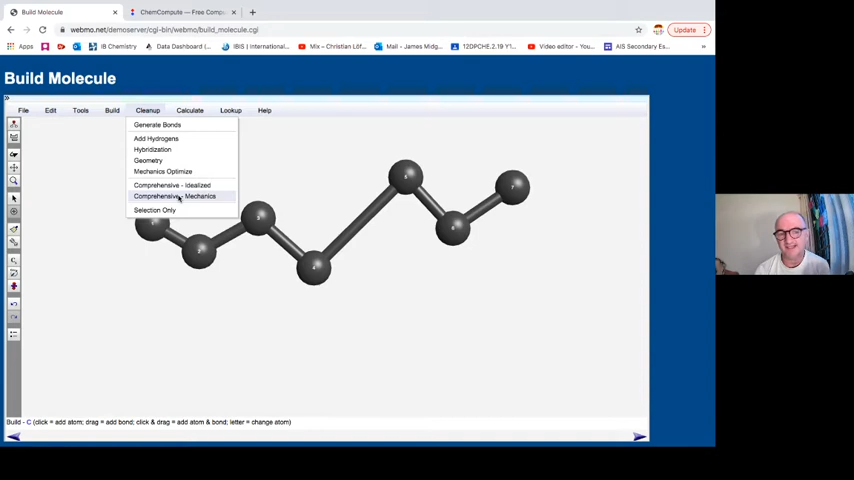 Build Molecule
ChemCompute — Free Comp
webmo.net/demoserver/cgi-bin/webmo/build_molecule.cgi
Update
Apps
IB Chemistry
Data Dashboard (...
IBIS | International...
Mix – Christian Löf...
Mail - James Midg...
12DPCHE.2.19 Y1...
Video editor - You...
AIS Secondary Es...
Build Molecule
File Edit Tools Build Cleanup Calculate Lookup Help
Generate Bonds
Add Hydrogens
Hybridization
Geometry
Mechanics Optimize
Comprehensive - Idealized
Comprehensive - Mechanics
Selection Only
2
3
4
7
Build - C (click = add atom; drag = add bond; click & drag = add atom & bond; letter = change atom)